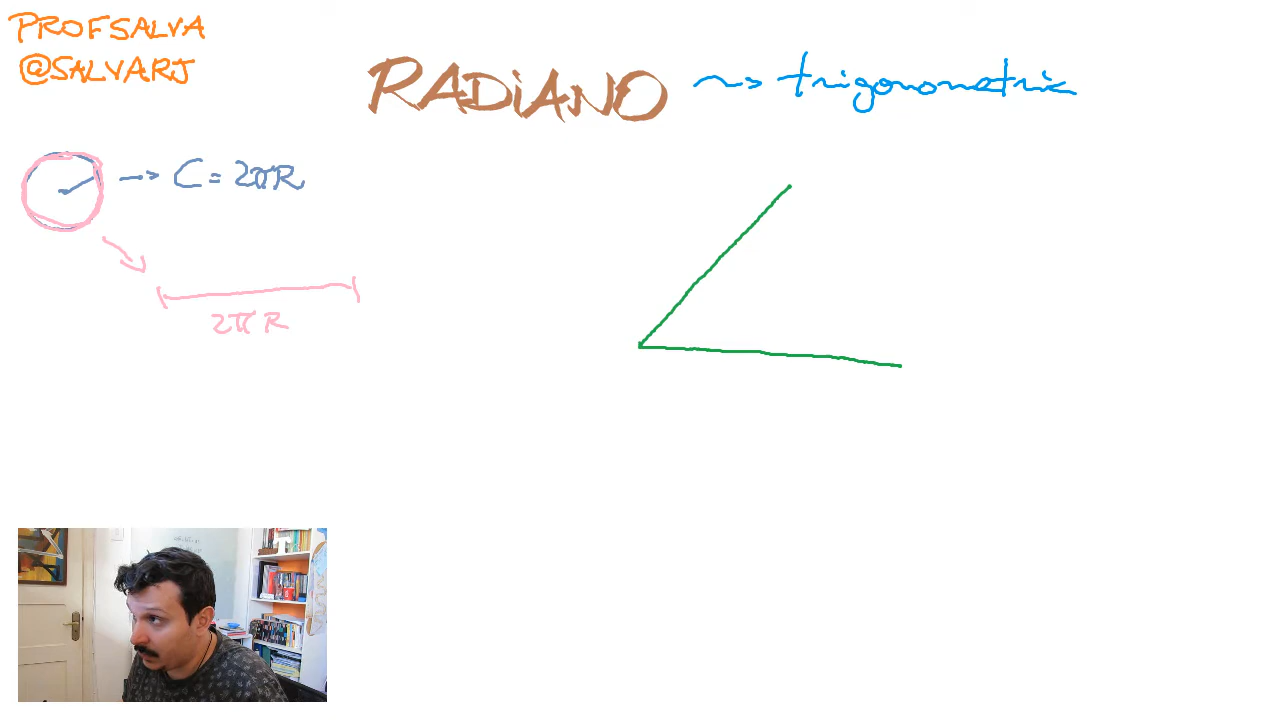 PROFSALVA
@SALVARJ
RADIANO ~> trigonometria
→ C = 2πR
2πR